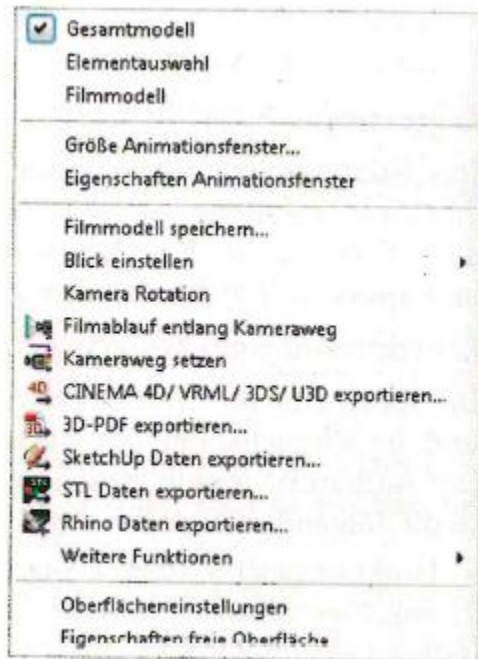 Gesamtmodell
Elementauswahl
Filmmodell
Größe Animationsfenster...
Eigenschaften Animationsfenster
Filmmodell speichern...
Blick einstellen
Kamera Rotation
Filmablauf entlang Kameraweg
Kameraweg setzen
4D CINEMA 4D/ VRML/ 3DS/ U3D exportieren...
3D-PDF exportieren...
SketchUp Daten exportieren...
STL Daten exportieren...
Rhino Daten exportieren...
Weitere Funktionen
Oberflächeneinstellungen
Eigenschaften freie Oberfläche